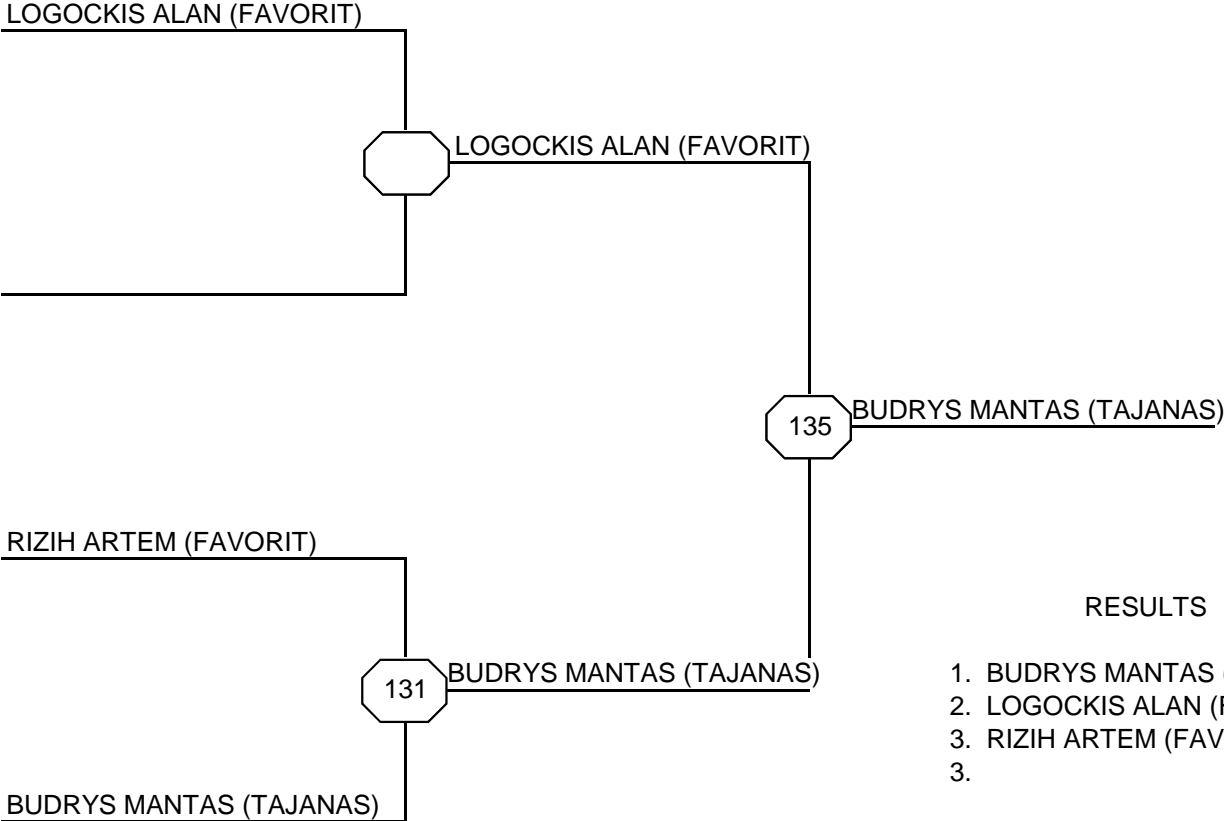 LOGOCKIS ALAN (FAVORIT)
LOGOCKIS ALAN (FAVORIT)
135
BUDRYS MANTAS (TAJANAS)
RIZIH ARTEM (FAVORIT)
131
BUDRYS MANTAS (TAJANAS)
BUDRYS MANTAS (TAJANAS)
RESULTS
1. BUDRYS MANTAS (
2. LOGOCKIS ALAN (F
3. RIZIH ARTEM (FAV
3.